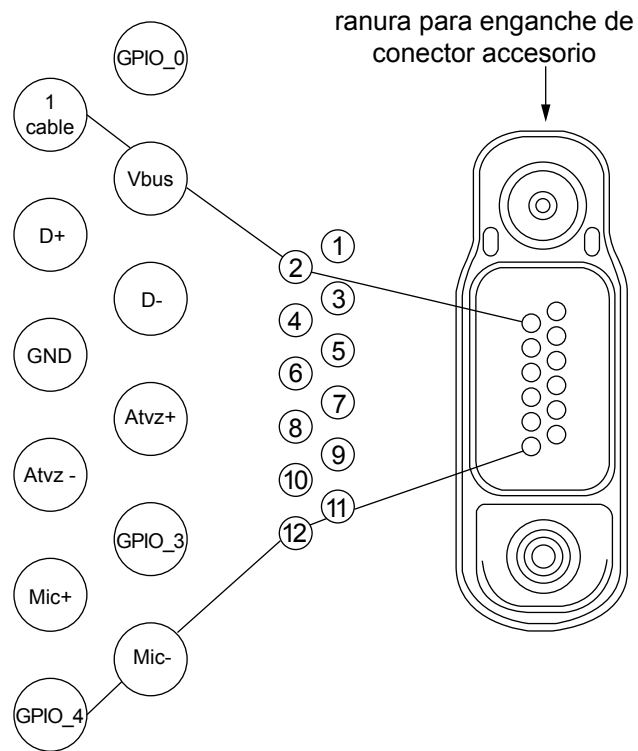 ranura para enganche de
conector accesorio
GPIO_0
1
cable
Vbus
D+
D-
GND
Atvz+
Atvz -
GPIO_3
Mic+
Mic-
GPIO_4
1
2
3
4
5
6
7
8
9
10
11
12